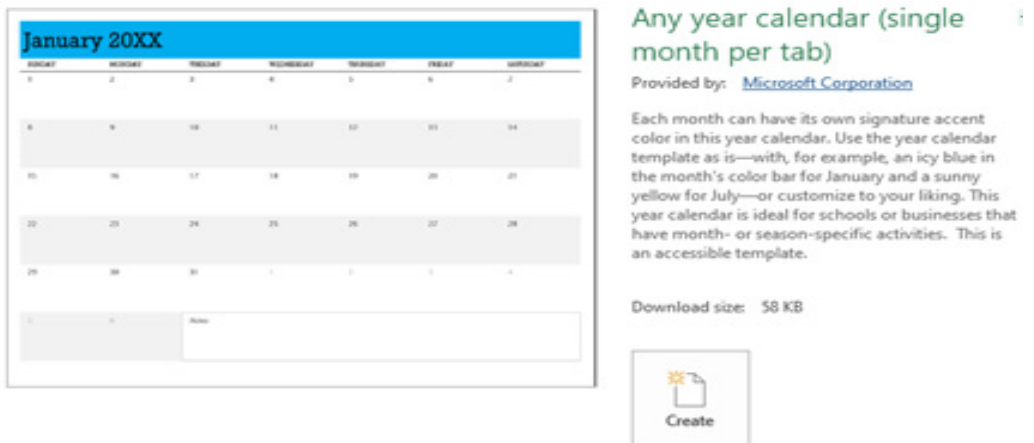 January 20XX
SUNDAY MONDAY TUESDAY WEDNESDAY THURSDAY FRIDAY SATURDAY
1 2 3 4 5 6 7
8 9 10 11 12 13 14
15 16 17 18 19 20 21
22 23 24 25 26 27 28
29 30 31 1 2 3 4
5 6 Notes
Any year calendar (single
month per tab)
Provided by: Microsoft Corporation
Each month can have its own signature accent
color in this year calendar. Use the year calendar
template as is—with, for example, an icy blue in
the month's color bar for January and a sunny
yellow for July—or customize to your liking. This
year calendar is ideal for schools or businesses that
have month- or season-specific activities. This is
an accessible template.
Download size: 58 KB
Create